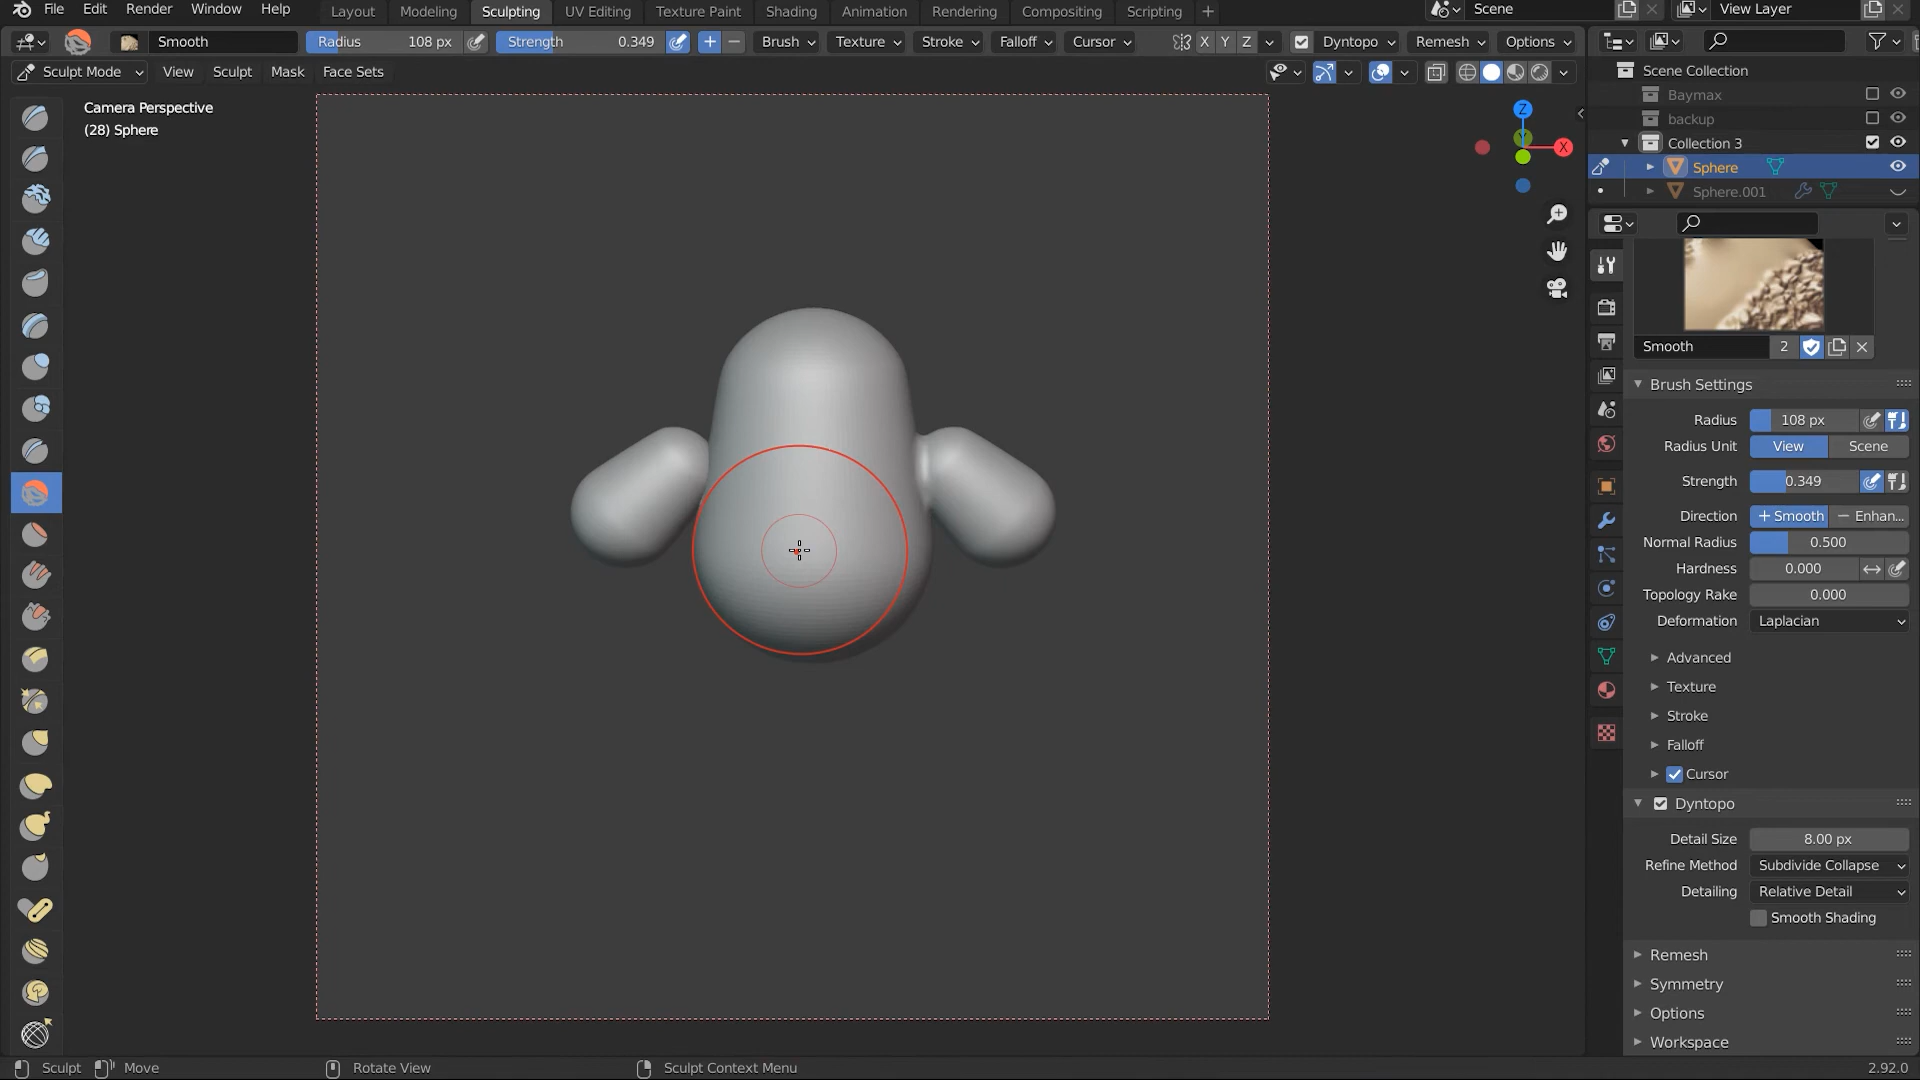 File Edit Render Window Help Layout Modeling Sculpting UV Editing Texture Paint Shading Animation Rendering Compositing Scripting + Scene View Layer
Smooth Radius 108 px Strength 0.349 Brush Texture Stroke Falloff Cursor X Y Z Dyntopo Remesh Options
Sculpt Mode View Sculpt Mask Face Sets
Camera Perspective
(28) Sphere
Z
Y
X
Scene Collection
Baymax
backup
Collection 3
Sphere
Sphere.001
Smooth 2
Brush Settings
Radius 108 px
Radius Unit View Scene
Strength 0.349
Direction + Smooth − Enhan...
Normal Radius 0.500
Hardness 0.000
Topology Rake 0.000
Deformation Laplacian
Advanced
Texture
Stroke
Falloff
Cursor
Dyntopo
Detail Size 8.00 px
Refine Method Subdivide Collapse
Detailing Relative Detail
Smooth Shading
Remesh
Symmetry
Options
Workspace
Sculpt Move Rotate View Sculpt Context Menu 2.92.0